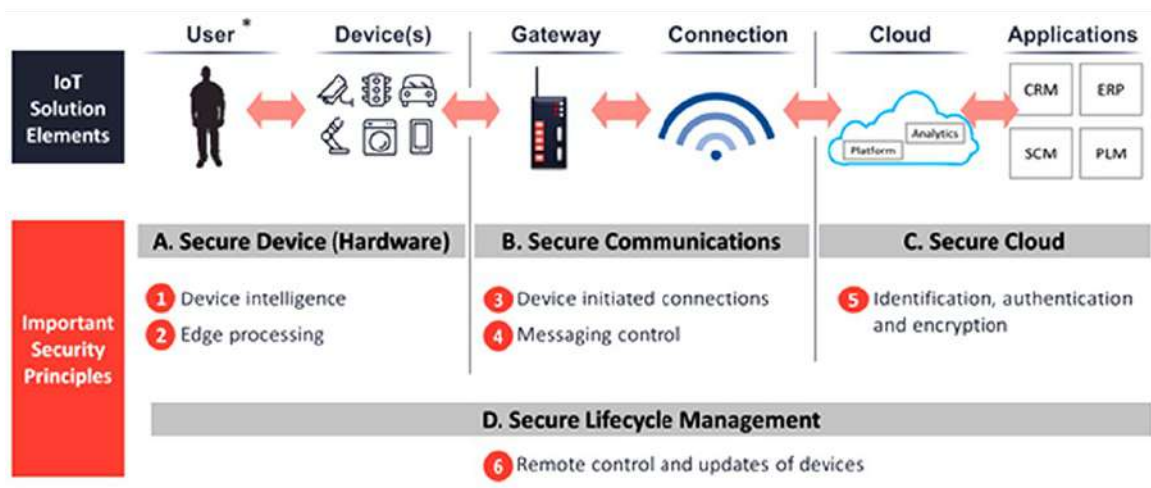 User *
Device(s)
Gateway
Connection
Cloud
Applications
IoT
Solution
Elements
Platform
Analytics
CRM
ERP
SCM
PLM
Important
Security
Principles
A. Secure Device (Hardware)
1 Device intelligence
2 Edge processing
B. Secure Communications
3 Device initiated connections
4 Messaging control
C. Secure Cloud
5 Identification, authentication
and encryption
D. Secure Lifecycle Management
6 Remote control and updates of devices